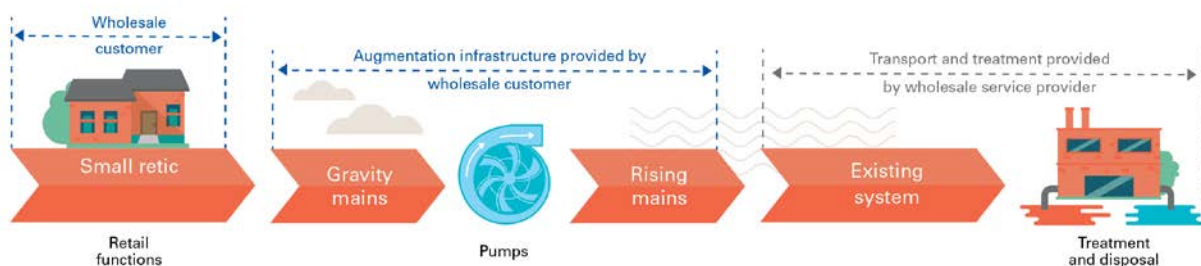 Wholesale
customer
Augmentation infrastructure provided by
wholesale customer
Transport and treatment provided
by wholesale service provider
Small retic
Gravity
mains
Rising
mains
Existing
system
Retail
functions
Pumps
Treatment
and disposal